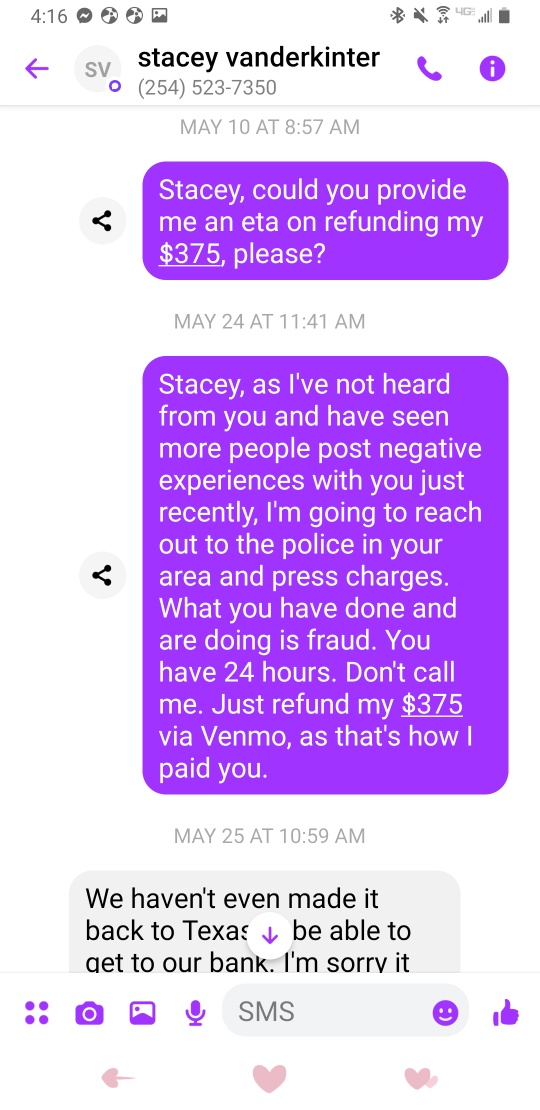 4:16
4G
SV
stacey vanderkinter
(254) 523-7350
MAY 10 AT 8:57 AM
Stacey, could you provide
me an eta on refunding my
$375, please?
MAY 24 AT 11:41 AM
Stacey, as I've not heard
from you and have seen
more people post negative
experiences with you just
recently, I'm going to reach
out to the police in your
area and press charges.
What you have done and
are doing is fraud. You
have 24 hours. Don't call
me. Just refund my $375
via Venmo, as that's how I
paid you.
MAY 25 AT 10:59 AM
We haven't even made it
back to Texas be able to
get to our bank. I'm sorry it
SMS